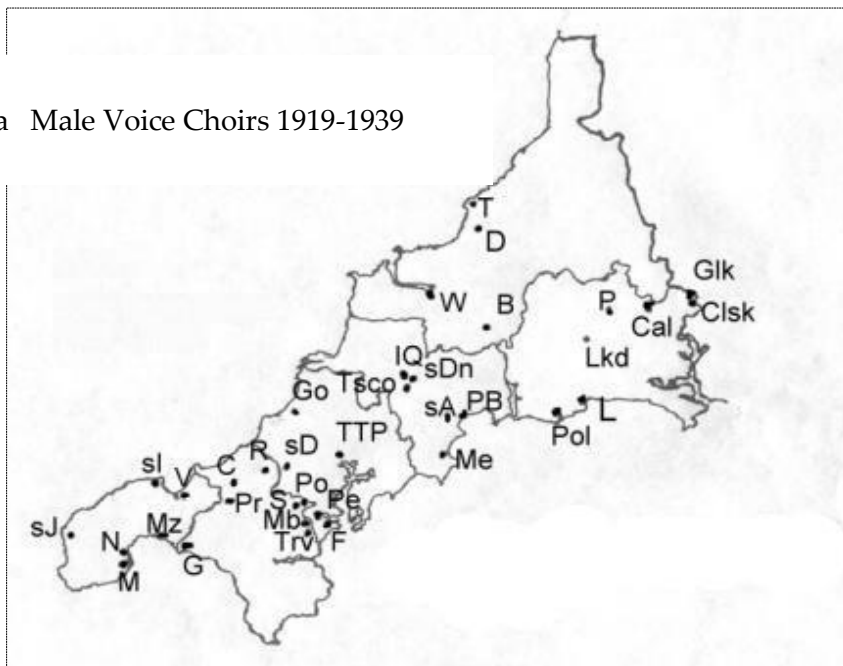 a Male Voice Choirs 1919-1939
T
D
Glk
W
B
P
Cal
Clsk
IQ
sDn
Lkd
Tsco
Go
sA
PB
L
Pol
sD
TTP
Me
R
C
sI
V
Po
Pr
S
Pe
Mb
sJ
Mz
Trv
F
N
G
M